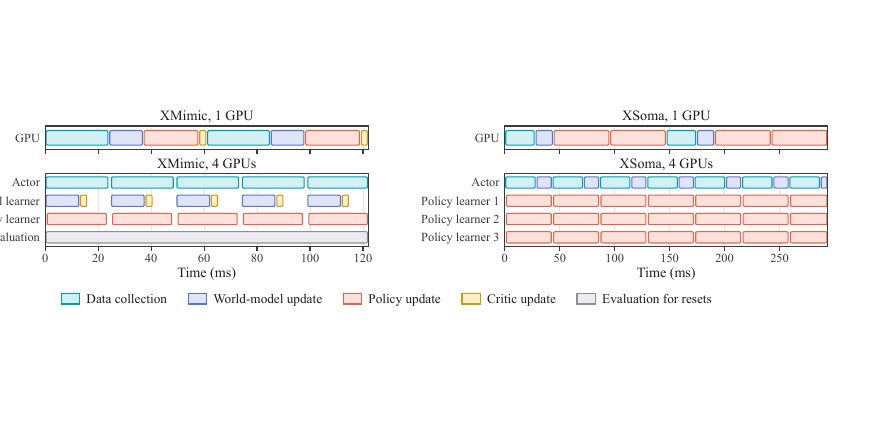 XMimic, 1 GPU
GPU
XMimic, 4 GPUs
Actor
learner
learner
0 20 40 60 80 100 120
Time (ms)
XSoma, 1 GPU
GPU
XSoma, 4 GPUs
Actor
Policy learner 1
Policy learner 2
Policy learner 3
0 50 100 150 200 250
Time (ms)
Data collection
World-model update
Policy update
Critic update
Evaluation for resets